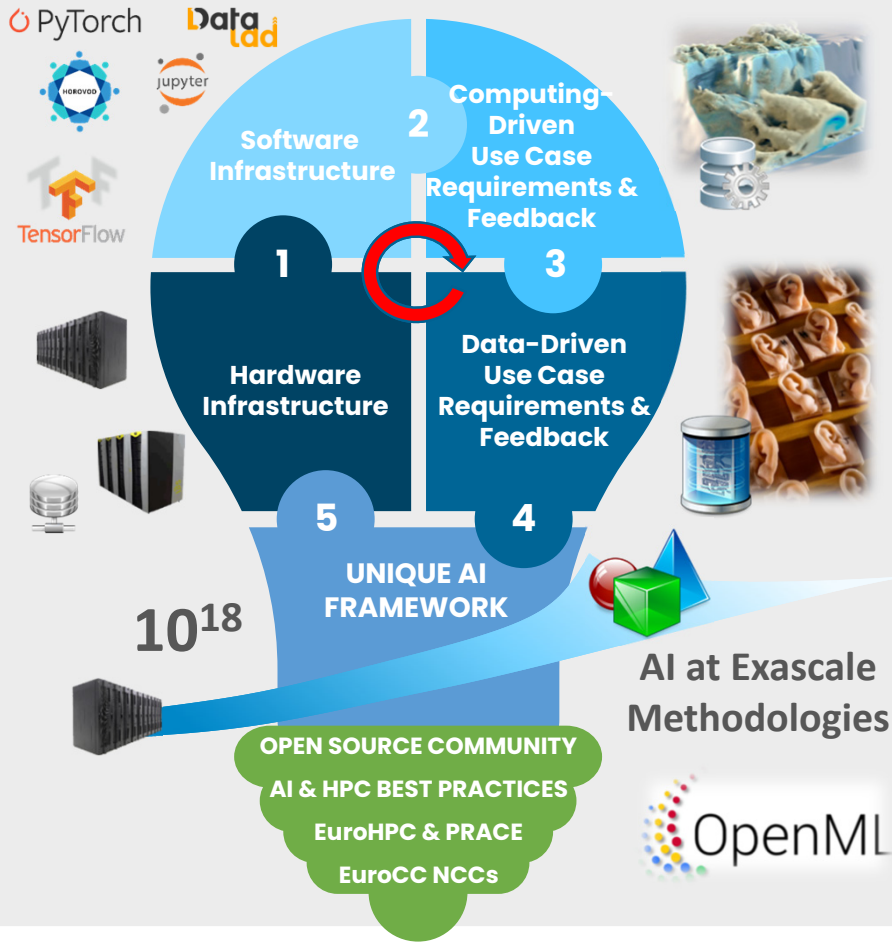 PyTorch
Data
lad
HOROVOD
jupyter
TensorFlow
2
Software
Infrastructure
Computing-
Driven
Use Case
Requirements &
Feedback
1
3
Hardware
Infrastructure
Data-Driven
Use Case
Requirements &
Feedback
5
4
UNIQUE AI
FRAMEWORK
10¹⁸
AI at Exascale
Methodologies
OPEN SOURCE COMMUNITY
AI & HPC BEST PRACTICES
EuroHPC & PRACE
EuroCC NCCs
OpenML